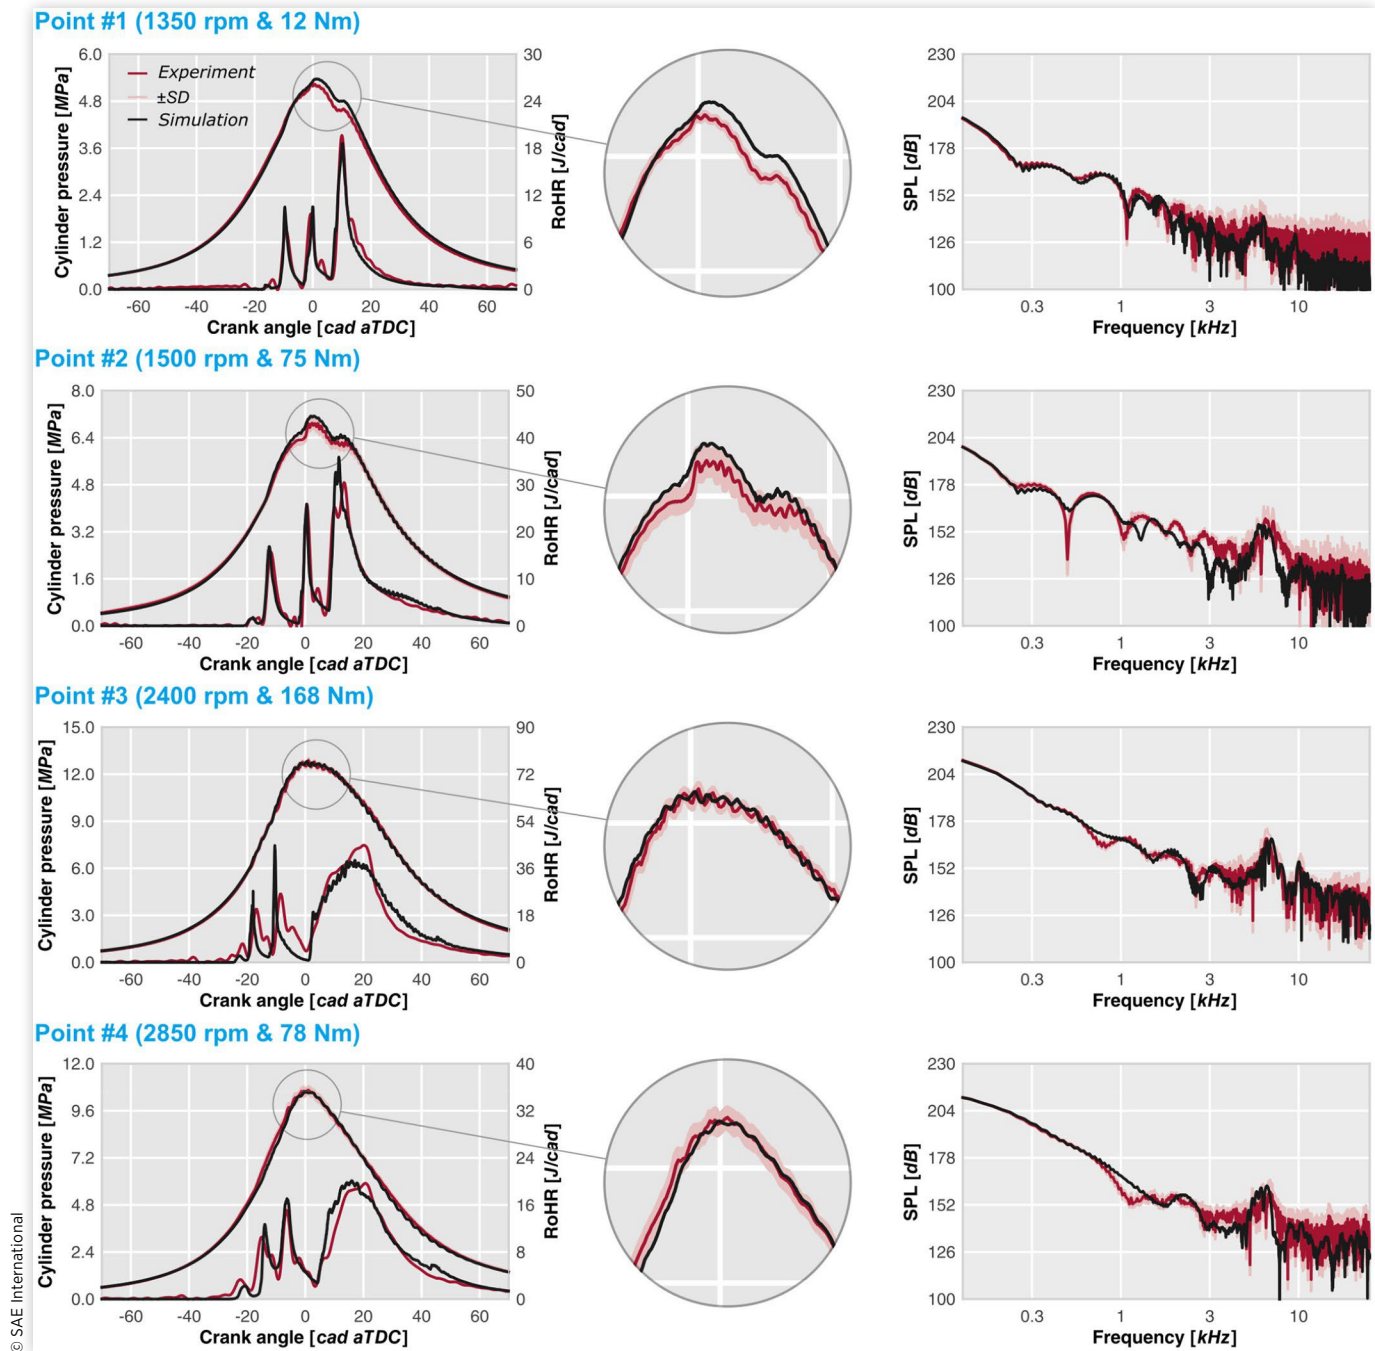 Point #1 (1350 rpm & 12 Nm)
Cylinder pressure [MPa]
6.0
4.8
3.6
2.4
1.2
0.0
Experiment
±SD
Simulation
30
24
18
12
6
0
RoHR [J/cad]
-60 -40 -20 0 20 40 60
Crank angle [cad aTDC]
SPL [dB]
230
204
178
152
126
100
0.3 1 3 10
Frequency [kHz]
Point #2 (1500 rpm & 75 Nm)
Cylinder pressure [MPa]
8.0
6.4
4.8
3.2
1.6
0.0
50
40
30
20
10
0
RoHR [J/cad]
-60 -40 -20 0 20 40 60
Crank angle [cad aTDC]
SPL [dB]
230
204
178
152
126
100
0.3 1 3 10
Frequency [kHz]
Point #3 (2400 rpm & 168 Nm)
Cylinder pressure [MPa]
15.0
12.0
9.0
6.0
3.0
0.0
90
72
54
36
18
0
RoHR [J/cad]
-60 -40 -20 0 20 40 60
Crank angle [cad aTDC]
SPL [dB]
230
204
178
152
126
100
0.3 1 3 10
Frequency [kHz]
Point #4 (2850 rpm & 78 Nm)
Cylinder pressure [MPa]
12.0
9.6
7.2
4.8
2.4
0.0
40
32
24
16
8
0
RoHR [J/cad]
-60 -40 -20 0 20 40 60
Crank angle [cad aTDC]
SPL [dB]
230
204
178
152
126
100
0.3 1 3 10
Frequency [kHz]
© SAE International